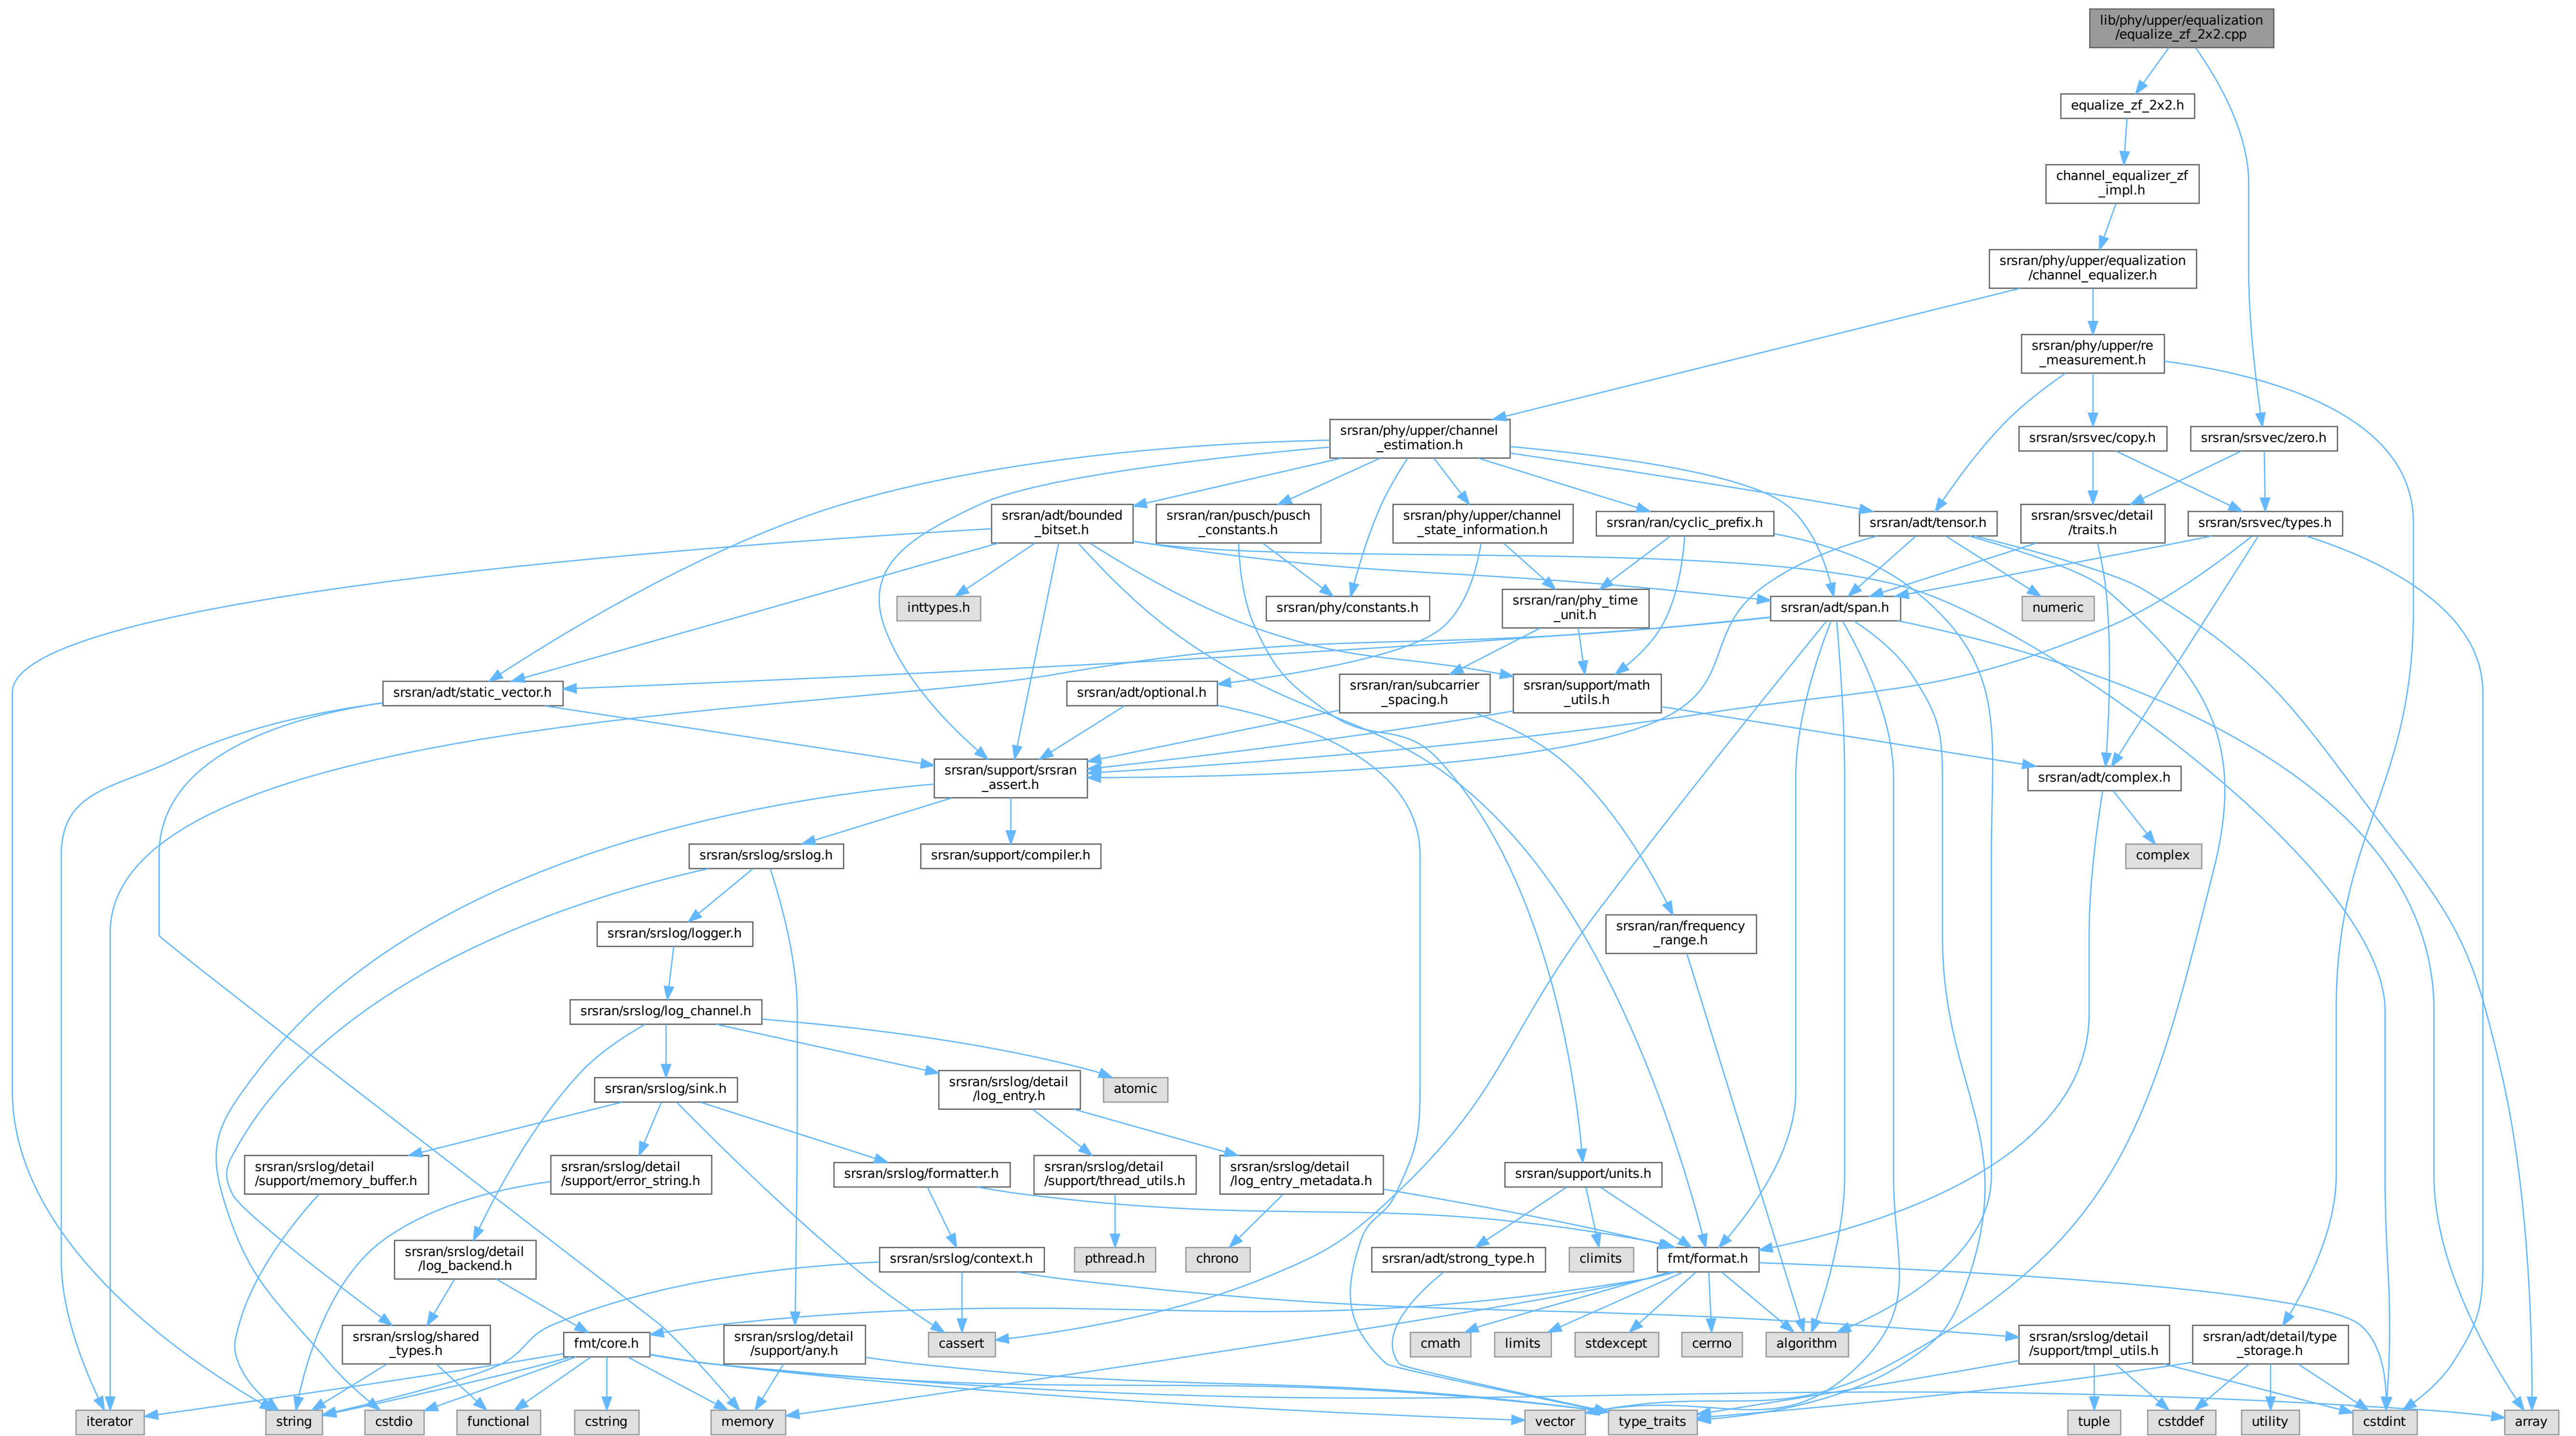 lib/phy/upper/equalization
/equalize_zf_2x2.cpp
equalize_zf_2x2.h
channel_equalizer_zf
_impl.h
srsran/phy/upper/equalization
/channel_equalizer.h
srsran/phy/upper/re
_measurement.h
srsran/phy/upper/channel
_estimation.h
srsran/srsvec/copy.h
srsran/srsvec/zero.h
srsran/adt/bounded
_bitset.h
srsran/ran/pusch/pusch
_constants.h
srsran/phy/upper/channel
_state_information.h
srsran/ran/cyclic_prefix.h
srsran/adt/tensor.h
srsran/srsvec/detail
/traits.h
srsran/srsvec/types.h
inttypes.h
srsran/phy/constants.h
srsran/ran/phy_time
_unit.h
srsran/adt/span.h
numeric
srsran/adt/static_vector.h
srsran/adt/optional.h
srsran/ran/subcarrier
_spacing.h
srsran/support/math
_utils.h
srsran/support/srsran
_assert.h
srsran/adt/complex.h
srsran/srslog/srslog.h
srsran/support/compiler.h
complex
srsran/srslog/logger.h
srsran/ran/frequency
_range.h
srsran/srslog/log_channel.h
srsran/srslog/sink.h
srsran/srslog/detail
/log_entry.h
atomic
srsran/srslog/detail
/support/memory_buffer.h
srsran/srslog/detail
/support/error_string.h
srsran/srslog/formatter.h
srsran/srslog/detail
/support/thread_utils.h
srsran/srslog/detail
/log_entry_metadata.h
srsran/support/units.h
srsran/srslog/detail
/log_backend.h
srsran/srslog/context.h
pthread.h
chrono
srsran/adt/strong_type.h
climits
fmt/format.h
srsran/srslog/shared
_types.h
fmt/core.h
srsran/srslog/detail
/support/any.h
cassert
cmath
limits
stdexcept
cerrno
algorithm
srsran/srslog/detail
/support/tmpl_utils.h
srsran/adt/detail/type
_storage.h
iterator
string
cstdio
functional
cstring
memory
vector
type_traits
tuple
cstddef
utility
cstdint
array